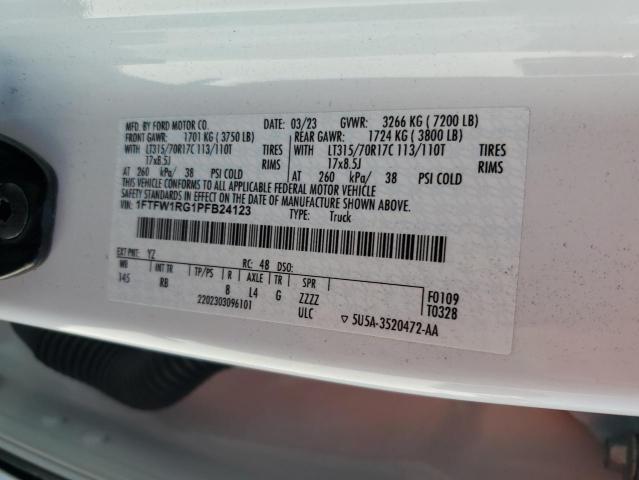 MFD. BY FORD MOTOR CO.
03/23 GVWR: 3266 KG ( 7200 LB)
FRONT GAWR: 1701 KG ( 3750 LB) REAR GAWR: 1724 KG ( 3800 LB)
WITH LT315/70R17C 113/110T TIRES WITH LT315/70R17C 113/110T TIRES
17x8.5J RIMS 17x8.5J RIMS
AT 260 kPa/ 38 PSI COLD AT 260 kPa/ 38 PSI COLD
THIS VEHICLE CONFORMS TO ALL APPLICABLE FEDERAL MOTOR VEHICLE
SAFETY AND THEFT PREVENTION STANDARDS IN EFFECT ON THE DATE OF MANUFACTURE SHOWN ABOVE.
VIN: 1FTFW1RG1PFB24123 TYPE: Truck
EXT PNT: YZ RC: 48 DSO:
WB INT TR TP/PS R AXLE TR SPR
145 RB B L4 G ZZZZ
2202303096101 ULC
F0109
T0328
▽ 5U5A-3520472-AA